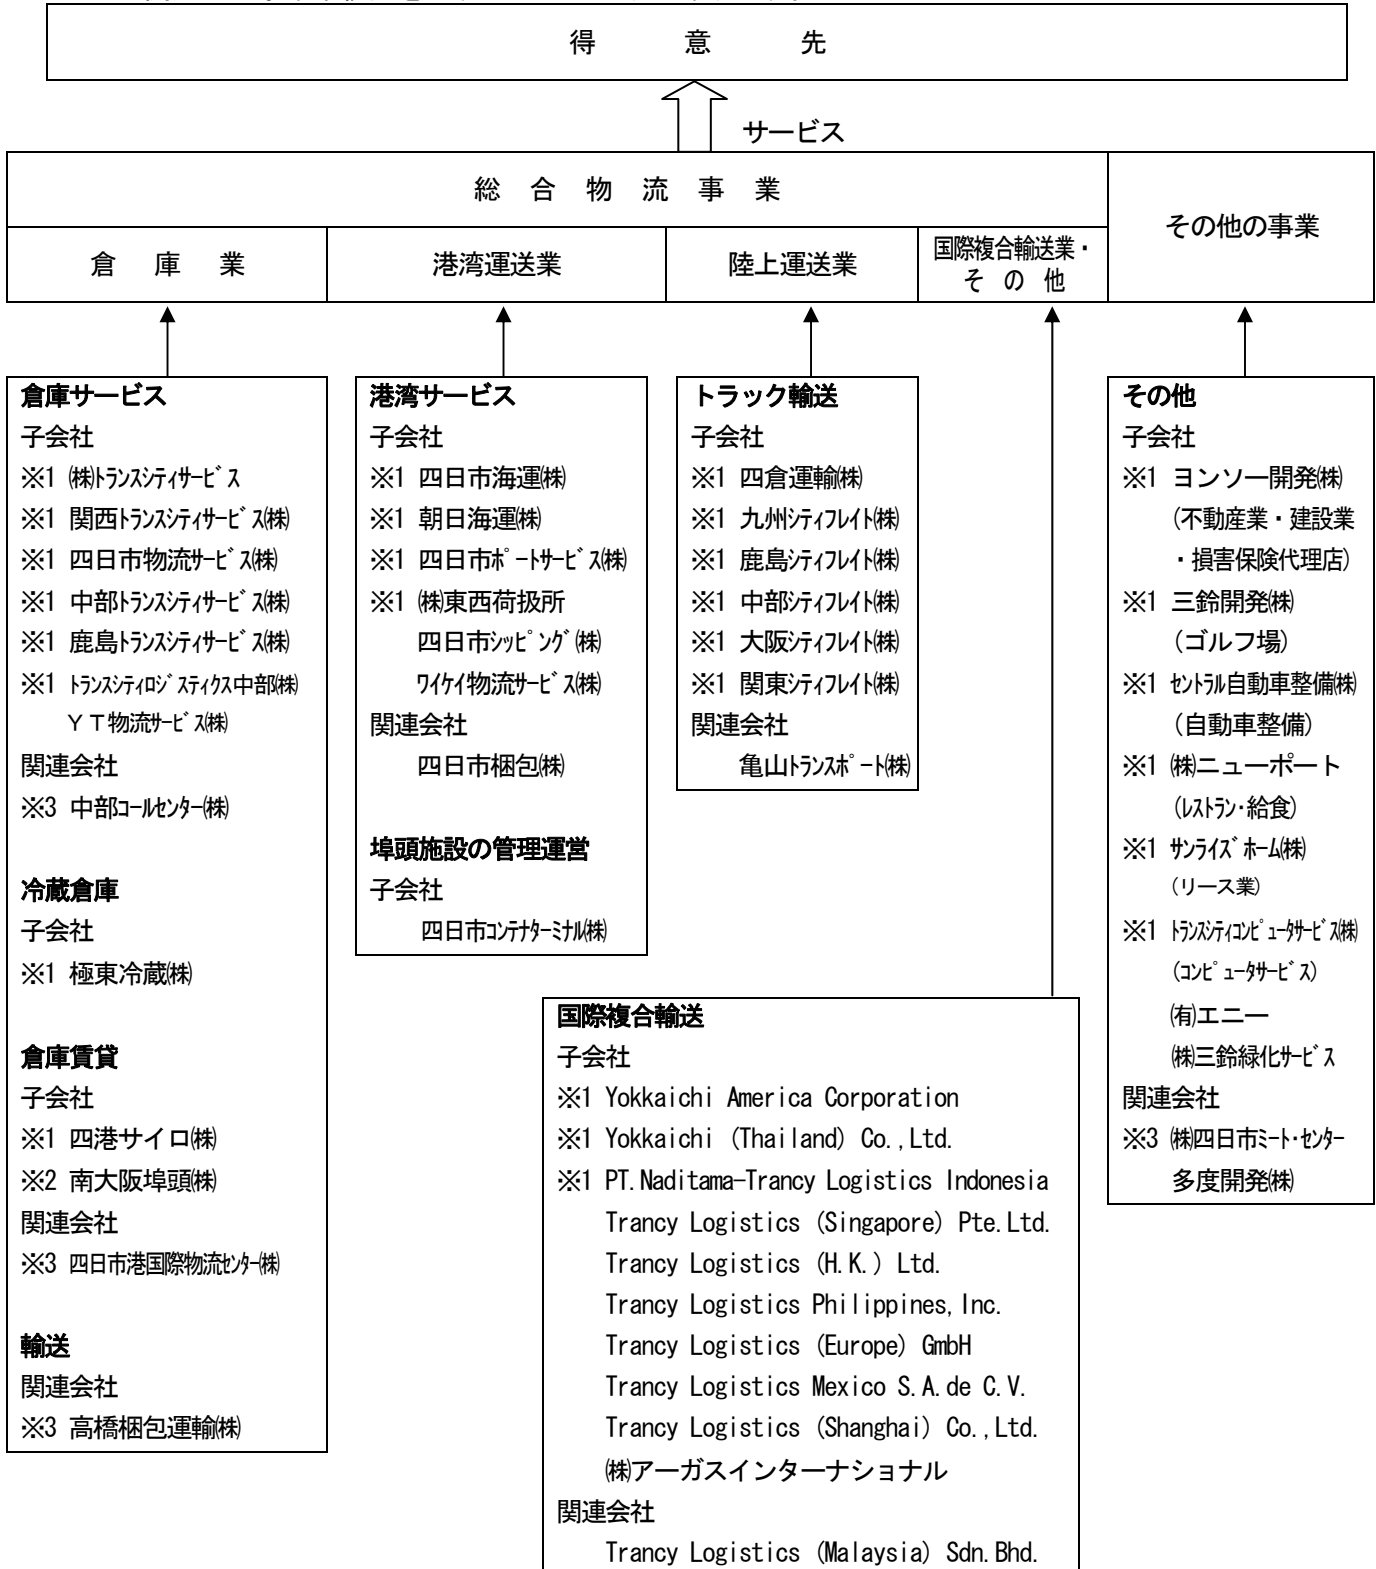 得意先
サービス
総合物流事業
その他の事業
倉庫業
港湾運送業
陸上運送業
国際複合輸送業・
その他
倉庫サービス
子会社
※1 ㈱トランスシティサービス
※1 関西トランスシティサービス㈱
※1 四日市物流サービス㈱
※1 中部トランスシティサービス㈱
※1 鹿島トランスシティサービス㈱
※1 トランスシティロジスティクス中部㈱
ＹＴ物流サービス㈱
関連会社
※3 中部コールセンター㈱
冷蔵倉庫
子会社
※1 極東冷蔵㈱
倉庫賃貸
子会社
※1 四港サイロ㈱
※2 南大阪埠頭㈱
関連会社
※3 四日市港国際物流センター㈱
輸送
関連会社
※3 高橋梱包運輸㈱
港湾サービス
子会社
※1 四日市海運㈱
※1 朝日海運㈱
※1 四日市ポートサービス㈱
※1 ㈱東西荷扱所
四日市シッピング㈱
ワイケイ物流サービス㈱
関連会社
四日市梱包㈱
埠頭施設の管理運営
子会社
四日市コンテナターミナル㈱
トラック輸送
子会社
※1 四倉運輸㈱
※1 九州シティフレイト㈱
※1 鹿島シティフレイト㈱
※1 中部シティフレイト㈱
※1 大阪シティフレイト㈱
※1 関東シティフレイト㈱
関連会社
亀山トランスポート㈱
国際複合輸送
子会社
※1 Yokkaichi America Corporation
※1 Yokkaichi (Thailand) Co.,Ltd.
※1 PT.Naditama-Trancy Logistics Indonesia
Trancy Logistics (Singapore) Pte.Ltd.
Trancy Logistics (H.K.) Ltd.
Trancy Logistics Philippines,Inc.
Trancy Logistics (Europe) GmbH
Trancy Logistics Mexico S.A.de C.V.
Trancy Logistics (Shanghai) Co.,Ltd.
㈱アーガスインターナショナル
関連会社
Trancy Logistics (Malaysia) Sdn.Bhd.
その他
子会社
※1 ヨンソー開発㈱
(不動産業・建設業
・損害保険代理店)
※1 三鈴開発㈱
(ゴルフ場)
※1 セントラル自動車整備㈱
(自動車整備)
※1 ㈱ニューポート
(レストラン・給食)
※1 サンライズホーム㈱
(リース業)
※1 トランスシティコンピュータサービス㈱
(コンピュータサービス)
㈲エニー
㈱三鈴緑化サービス
関連会社
※3 ㈱四日市ミート・センター
多度開発㈱